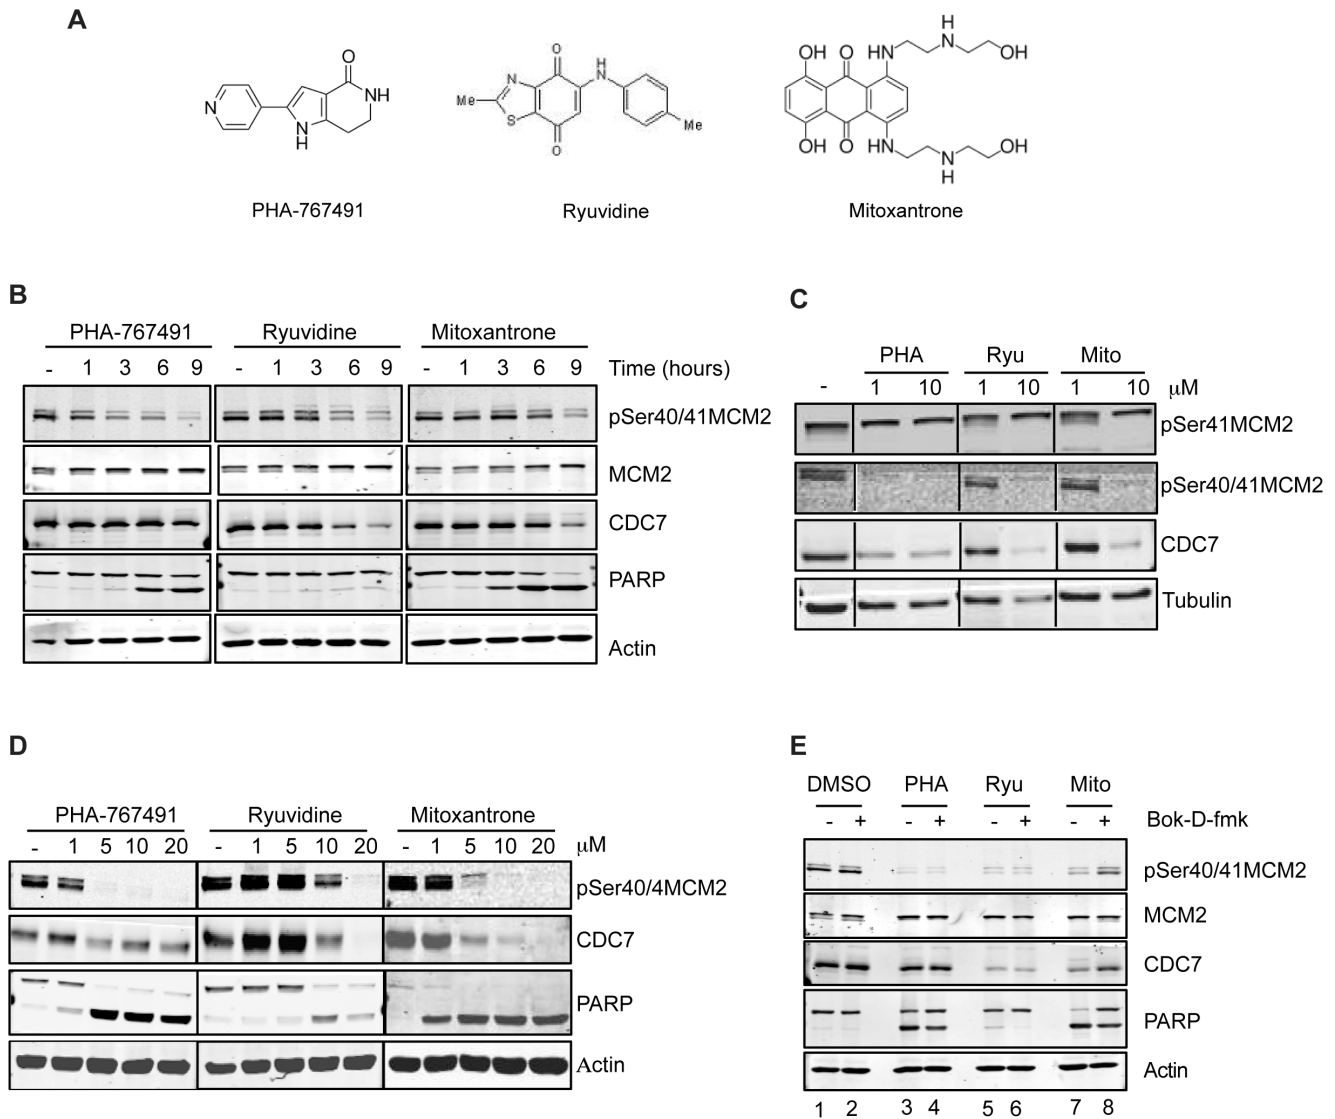 A
N
O
NH
N
H
PHA-767491
Me
N
S
O
O
H
N
Me
Ryuvidine
OH O HN
H
N
OH
OH O HN
N
H
OH
Mitoxantrone
B
PHA-767491 Ryuvidine Mitoxantrone
- 1 3 6 9 - 1 3 6 9 - 1 3 6 9 Time (hours)
pSer40/41MCM2
MCM2
CDC7
PARP
Actin
C
PHA Ryu Mito
- 1 10 1 10 1 10 μM
pSer41MCM2
pSer40/41MCM2
CDC7
Tubulin
D
PHA-767491 Ryuvidine Mitoxantrone
- 1 5 10 20 - 1 5 10 20 - 1 5 10 20 μM
pSer40/4MCM2
CDC7
PARP
Actin
E
DMSO PHA Ryu Mito
- + - + - + - + Bok-D-fmk
pSer40/41MCM2
MCM2
CDC7
PARP
Actin
1 2 3 4 5 6 7 8